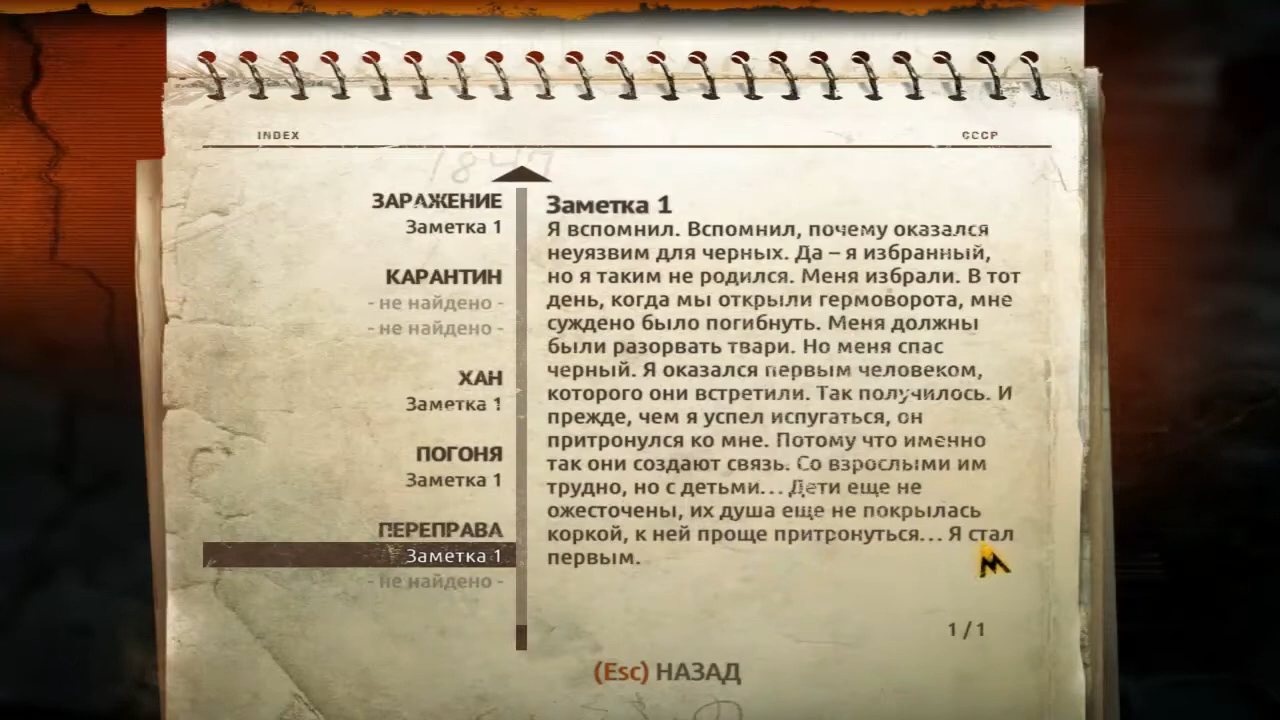 INDEX
СССР
1847
ЗАРАЖЕНИЕ
Заметка 1
КАРАНТИН
- не найдено -
- не найдено -
ХАН
Заметка 1
ПОГОНЯ
Заметка 1
ПЕРЕПРАВА
Заметка 1
- не найдено -
Заметка 1
Я вспомнил. Вспомнил, почему оказался
неуязвим для черных. Да – я избранный,
но я таким не родился. Меня избрали. В тот
день, когда мы открыли гермоворота, мне
суждено было погибнуть. Меня должны
были разорвать твари. Но меня спас
черный. Я оказался первым человеком,
которого они встретили. Так получилось. И
прежде, чем я успел испугаться, он
притронулся ко мне. Потому что именно
так они создают связь. Со взрослыми им
трудно, но с детьми... Дети еще не
ожесточены, их душа еще не покрылась
коркой, к ней проще притронуться... Я стал
первым.
1 / 1
(Esc) НАЗАД